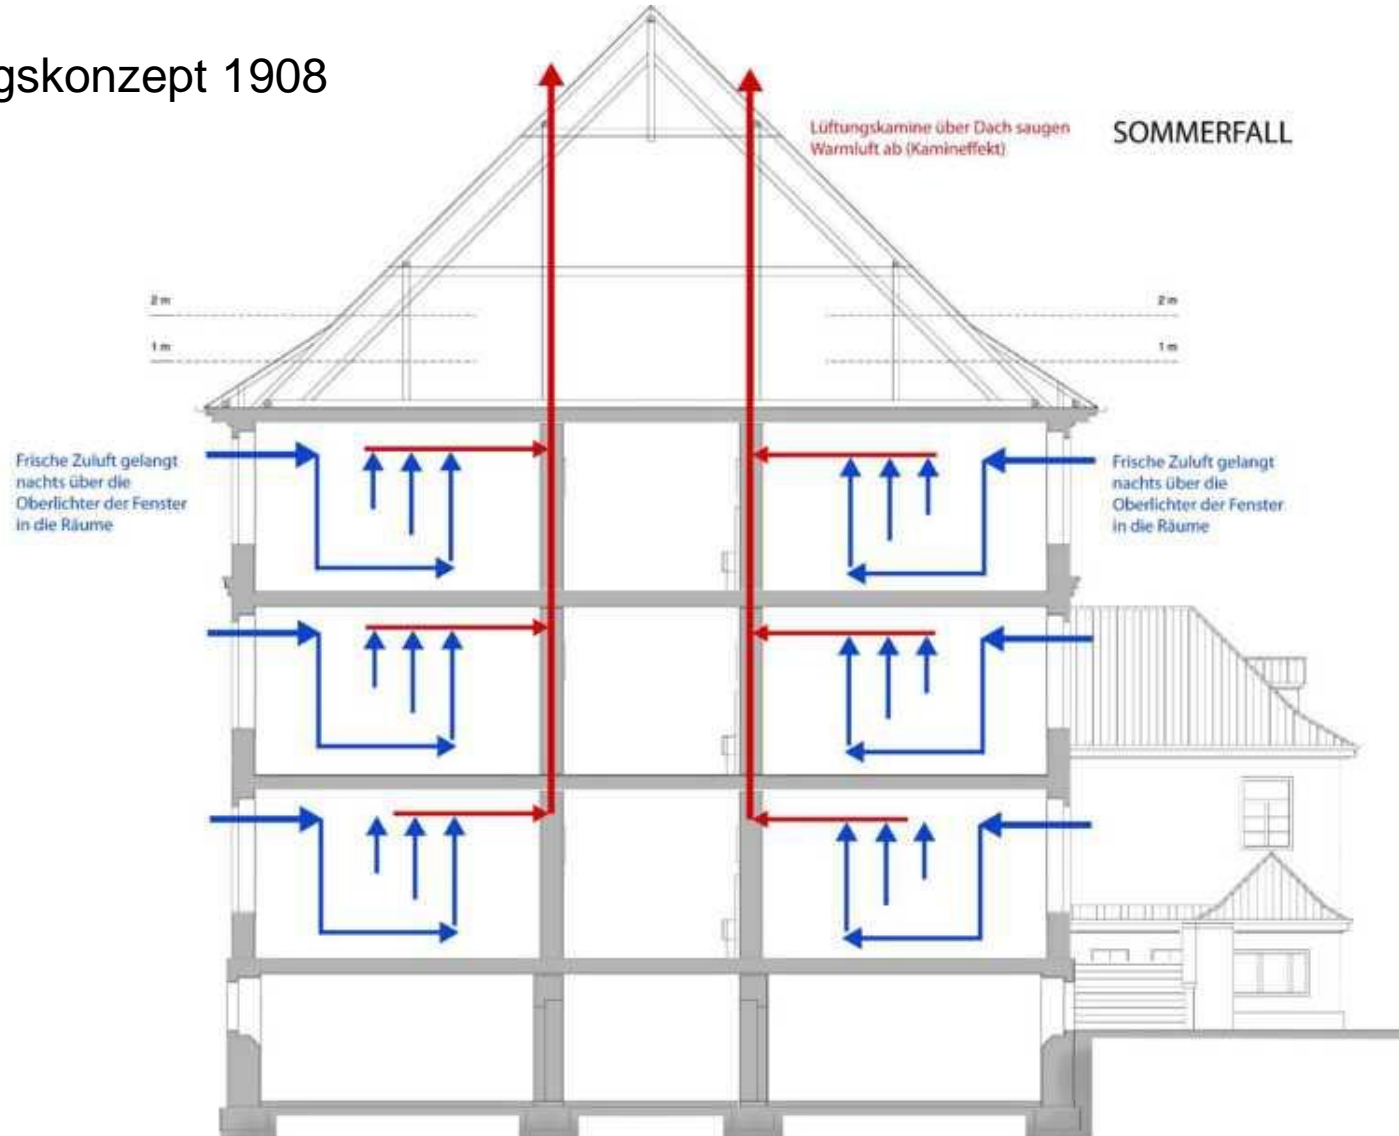 gskonzept 1908
Lüftungskamine über Dach saugen
Warmluft ab (Kamineffekt)
SOMMERFALL
2 m
2 m
1 m
1 m
Frische Zuluft gelangt
nachts über die
Oberlichter der Fenster
in die Räume
Frische Zuluft gelangt
nachts über die
Oberlichter der Fenster
in die Räume